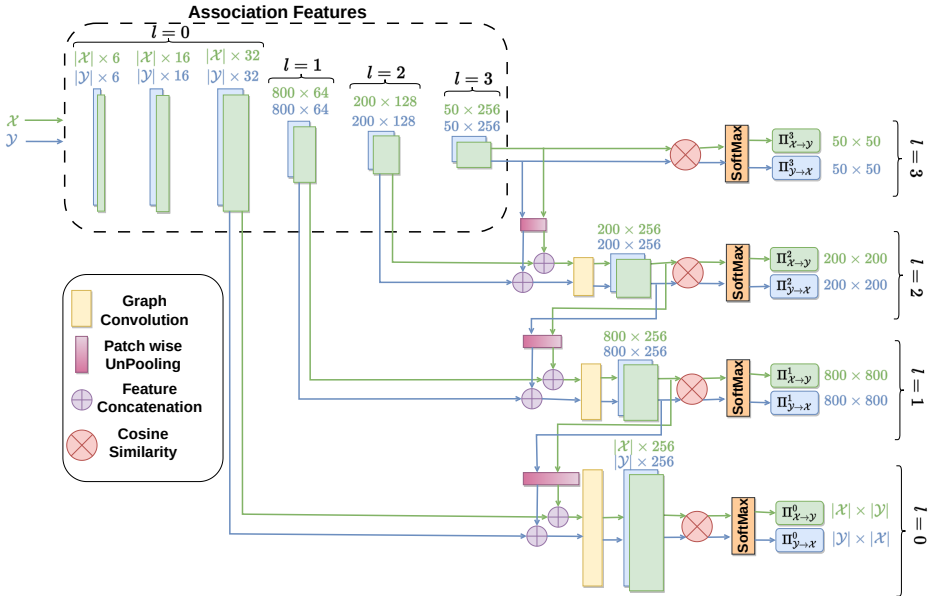 Association Features
l = 0
|𝒳| × 6
|𝒴| × 6
|𝒳| × 16
|𝒴| × 16
|𝒳| × 32
|𝒴| × 32
l = 1
800 × 64
800 × 64
l = 2
200 × 128
200 × 128
l = 3
50 × 256
50 × 256
𝒳
𝒴
SoftMax
Π³𝒳→𝒴
50 × 50
Π³𝒴→𝒳
50 × 50
l = 3
200 × 256
200 × 256
SoftMax
Π²𝒳→𝒴
200 × 200
Π²𝒴→𝒳
200 × 200
l = 2
800 × 256
800 × 256
SoftMax
Π¹𝒳→𝒴
800 × 800
Π¹𝒴→𝒳
800 × 800
l = 1
|𝒳| × 256
|𝒴| × 256
SoftMax
Π⁰𝒳→𝒴
|𝒳| × |𝒴|
Π⁰𝒴→𝒳
|𝒴| × |𝒳|
l = 0
Graph
Convolution
Patch wise
UnPooling
Feature
Concatenation
Cosine
Similarity